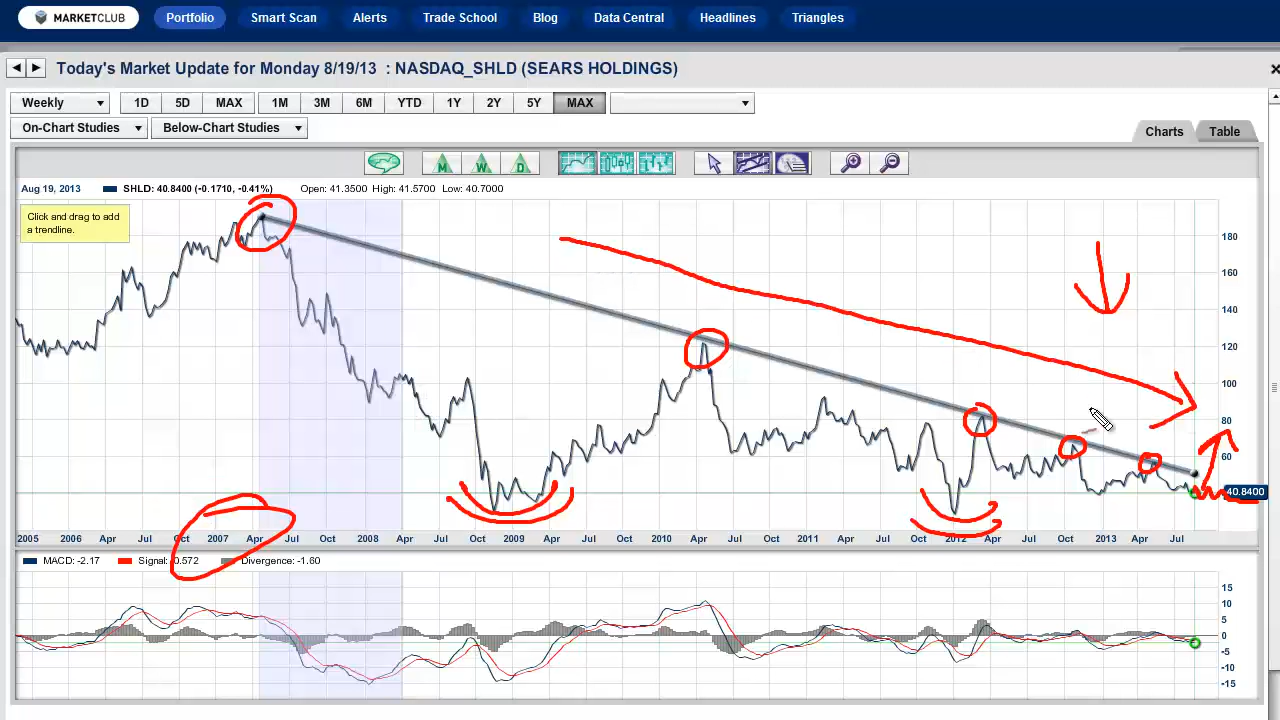 MARKETCLUB Portfolio Smart Scan Alerts Trade School Blog Data Central Headlines Triangles
Today's Market Update for Monday 8/19/13 : NASDAQ_SHLD (SEARS HOLDINGS)
Weekly 1D 5D MAX 1M 3M 6M YTD 1Y 2Y 5Y MAX
On-Chart Studies Below-Chart Studies Charts Table
M W D
Aug 19, 2013 SHLD: 40.8400 (-0.1710, -0.41%) Open: 41.3500 High: 41.5700 Low: 40.7000
Click and drag to add
a trendline.
180
160
140
120
100
80
60
40.8400
2005 2006 Apr Jul Oct 2007 Apr Jul Oct 2008 Apr Jul Oct 2009 Apr Jul Oct 2010 Apr Jul Oct 2011 Apr Jul Oct 2012 Apr Jul Oct 2013 Apr Jul
MACD: -2.17 Signal: -0.572 Divergence: -1.60
15
10
5
0
-5
-10
-15